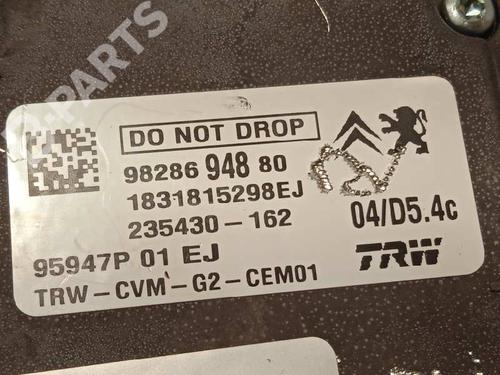 B-PARTS
DO NOT DROP
98286 948 80
1831815298EJ
235430-162
04/D5.4c
95947P 01 EJ
TRW
TRW-CVM-G2-CEM01